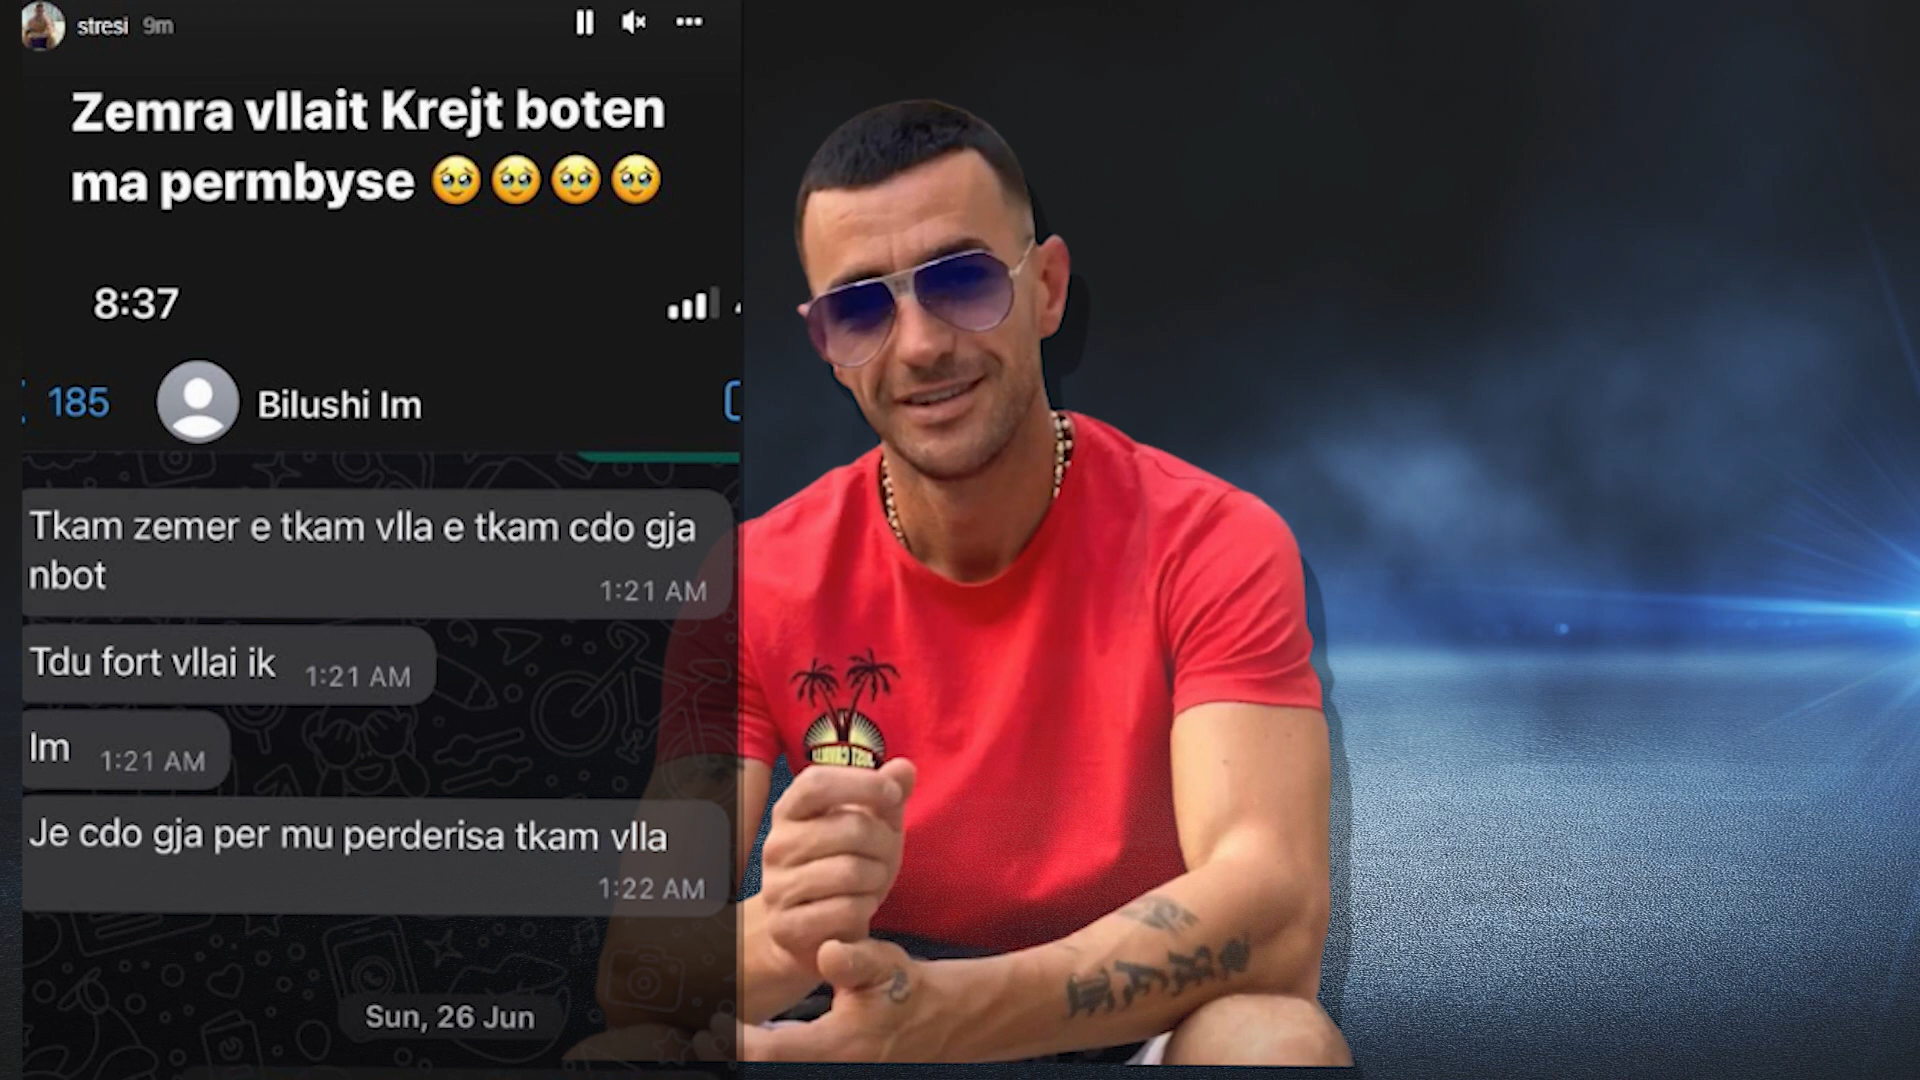 stresi 9m
Zemra vllait Krejt boten
ma permbyse 🥹🥹🥹🥹
8:37
185 Bilushi Im
Tkam zemer e tkam vlla e tkam cdo gja
nbot
1:21 AM
Tdu fort vllai ik 1:21 AM
Im 1:21 AM
Je cdo gja per mu perderisa tkam vlla
1:22 AM
Sun, 26 Jun